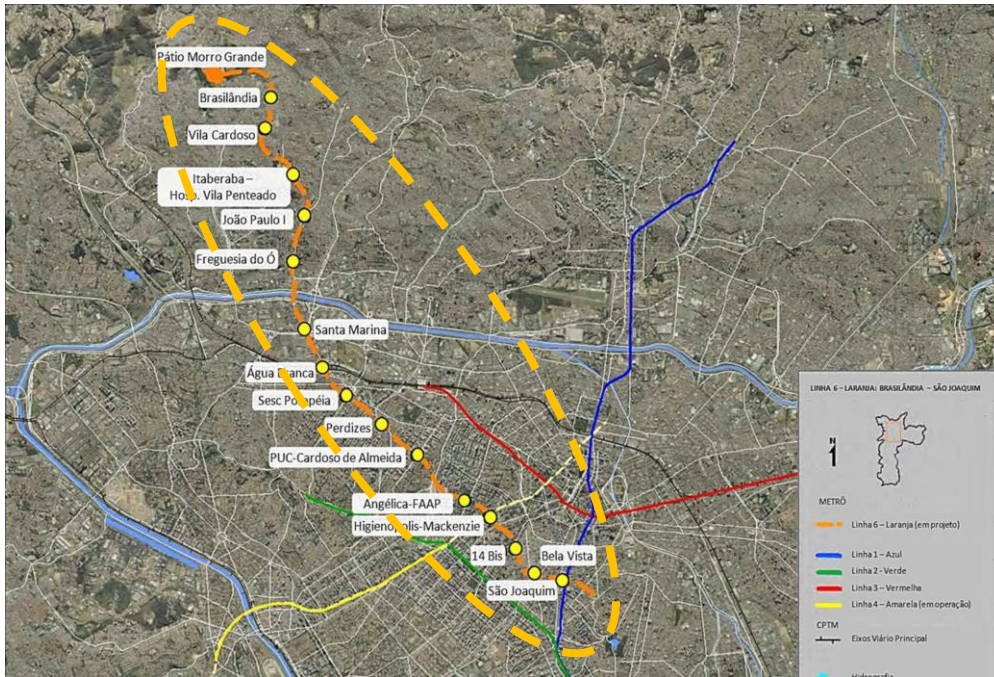 Pátio Morro Grande
Brasilândia
Vila Cardoso
Itaberaba –
Hosp. Vila Penteado
João Paulo I
Freguesia do Ó
Santa Marina
Água Branca
Sesc Pompéia
Perdizes
PUC-Cardoso de Almeida
Angélica-FAAP
Higienópolis-Mackenzie
14 Bis
Bela Vista
São Joaquim
LINHA 6 – LARANJA: BRASILÂNDIA – SÃO JOAQUIM
N
METRÔ
Linha 6 – Laranja (em projeto)
Linha 1 – Azul
Linha 2 - Verde
Linha 3 – Vermelha
Linha 4 – Amarela (em operação)
CPTM
Eixos Viário Principal
Hidrografia